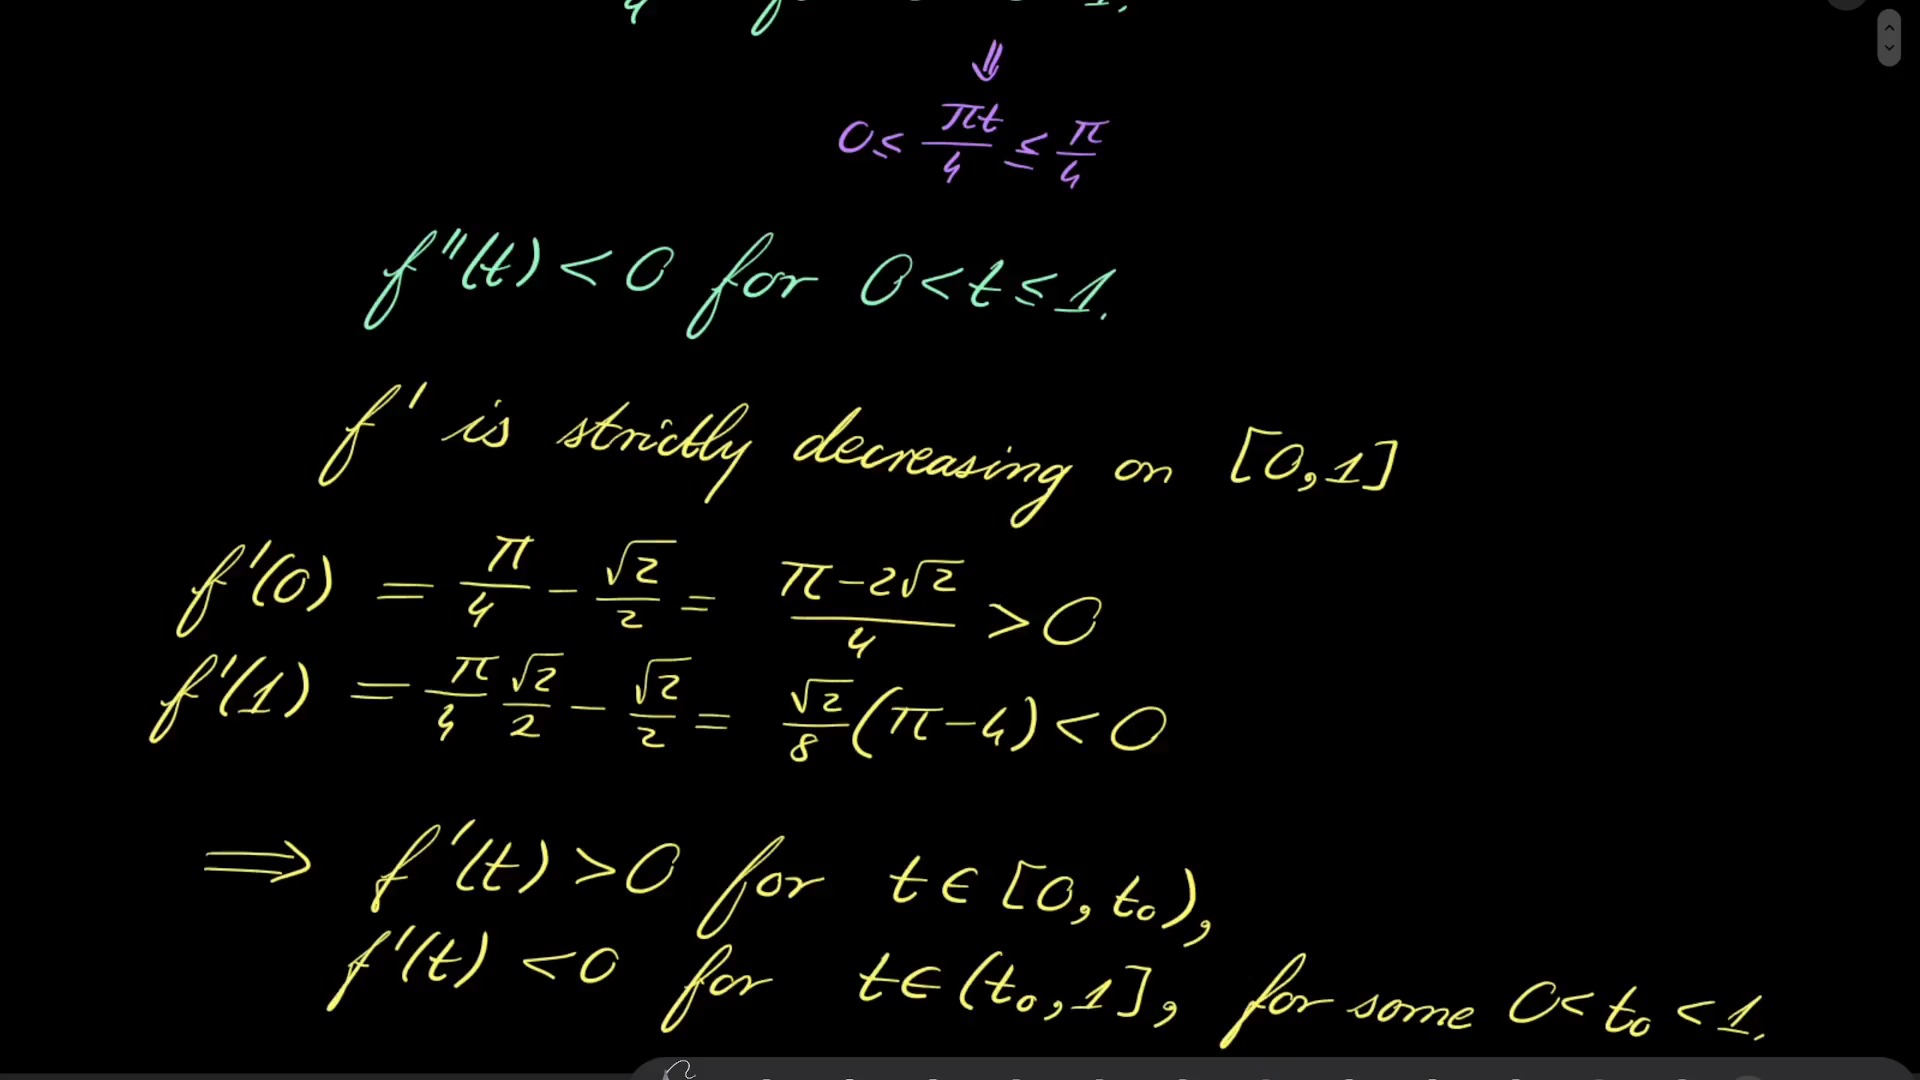 ⇓
0 ≤ πt/4 ≤ π/4
f''(t) < 0 for 0 < t ≤ 1.
f' is strictly decreasing on [0,1]
f'(0) = π/4 - √2/2 = (π-2√2)/4 > 0
f'(1) = π/4 √2/2 - √2/2 = √2/8 (π-4) < 0
⟹ f'(t) > 0 for t ∈ [0, t₀),
f'(t) < 0 for t ∈ (t₀, 1], for some 0 < t₀ < 1.